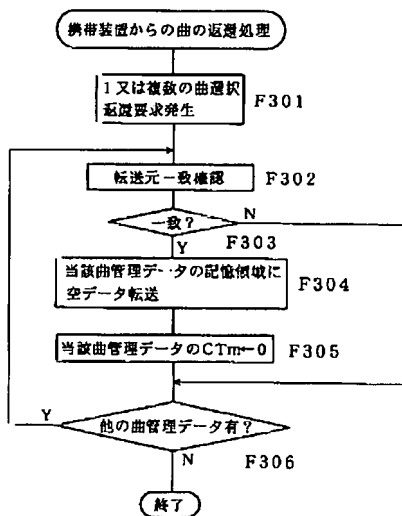 携帯装置からの曲の返還処理
1又は複数の曲選択
返還要求発生
F301
転送元一致確認
F302
一致?
N
Y
F303
当該曲管理データの記憶領域に
空データ転送
F304
当該曲管理データのCTm←0
F305
Y
他の曲管理データ有?
N
F306
終了